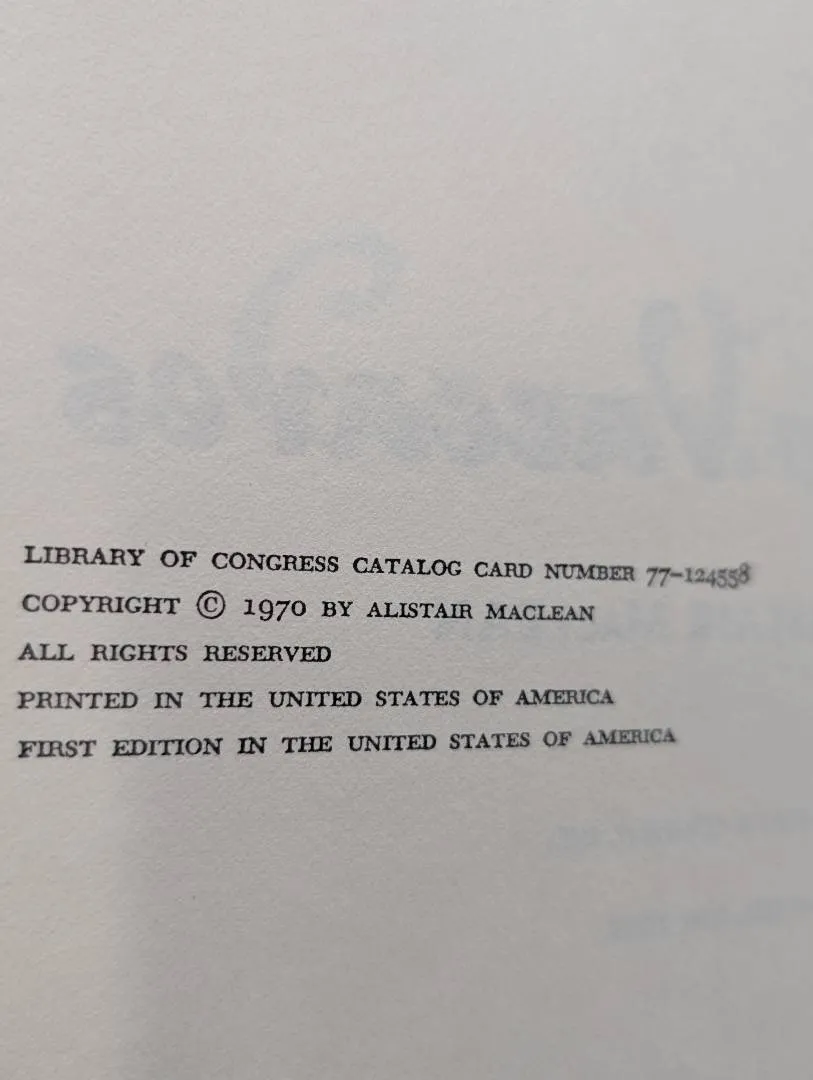 LIBRARY OF CONGRESS CATALOG CARD NUMBER 77-124558
COPYRIGHT © 1970 BY ALISTAIR MACLEAN
ALL RIGHTS RESERVED
PRINTED IN THE UNITED STATES OF AMERICA
FIRST EDITION IN THE UNITED STATES OF AMERICA